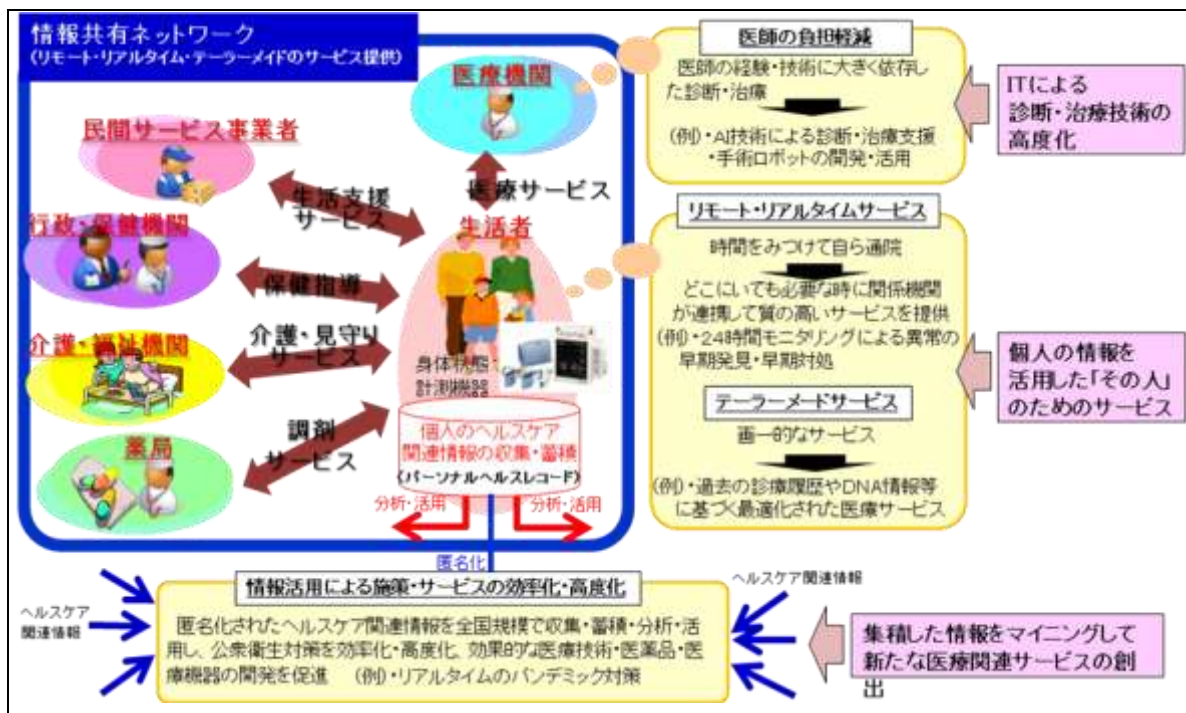 情報共有ネットワーク
(リモート・リアルタイム・テーラーメイドのサービス提供)
医療機関
民間サービス事業者
医療サービス
生活支援
サービス
生活者
行政・保健機関
保健指導
介護・見守り
サービス
介護・福祉機関
身体状態
計測機器
調剤
サービス
薬局
個人のヘルスケア
関連情報の収集・蓄積
(パーソナルヘルスレコード)
分析・活用
分析・活用
匿名化
医師の負担軽減
医師の経験・技術に大きく依存し
た診断・治療
(例)・AI技術による診断・治療支援
・手術ロボットの開発・活用
ITによる
診断・治療技術の
高度化
リモート・リアルタイムサービス
時間をみつけて自ら通院
どこにいても必要な時に関係機関
が連携して質の高いサービスを提供
(例)・24時間モニタリングによる異常の
早期発見・早期対処
テーラーメードサービス
画一的なサービス
(例)・過去の診療履歴やDNA情報等
に基づく最適化された医療サービス
個人の情報を
活用した「その人」
のためのサービス
情報活用による施策・サービスの効率化・高度化
ヘルスケア
関連情報
ヘルスケア関連情報
匿名化されたヘルスケア関連情報を全国規模で収集・蓄積・分析・活
用し、公衆衛生対策を効率化・高度化、効果的な医療技術・医薬品・医
療機器の開発を促進　(例)・リアルタイムのパンデミック対策
集積した情報をマイニングして
新たな医療関連サービスの創
出